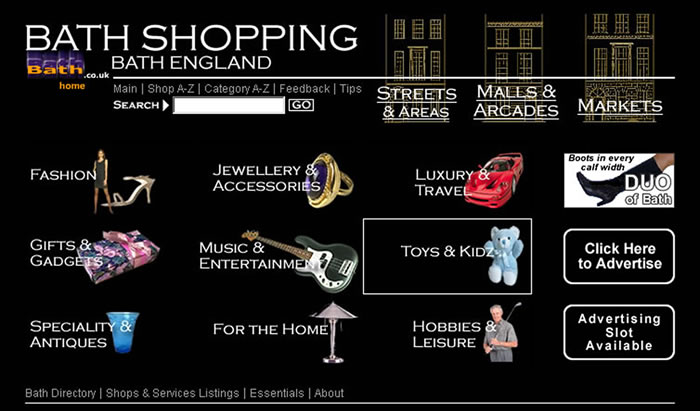 BATH SHOPPING
BATH ENGLAND
Bath.co.uk
home
Main | Shop A-Z | Category A-Z | Feedback | Tips
SEARCH GO
STREETS
& AREAS
MALLS &
ARCADES
MARKETS
FASHION
JEWELLERY &
ACCESSORIES
LUXURY &
TRAVEL
Boots in every
calf width
DUO
of Bath
GIFTS &
GADGETS
MUSIC &
ENTERTAINMENT
TOYS & KIDZ
Click Here
to Advertise
SPECIALITY &
ANTIQUES
FOR THE HOME
HOBBIES &
LEISURE
Advertising
Slot
Available
Bath Directory | Shops & Services Listings | Essentials | About